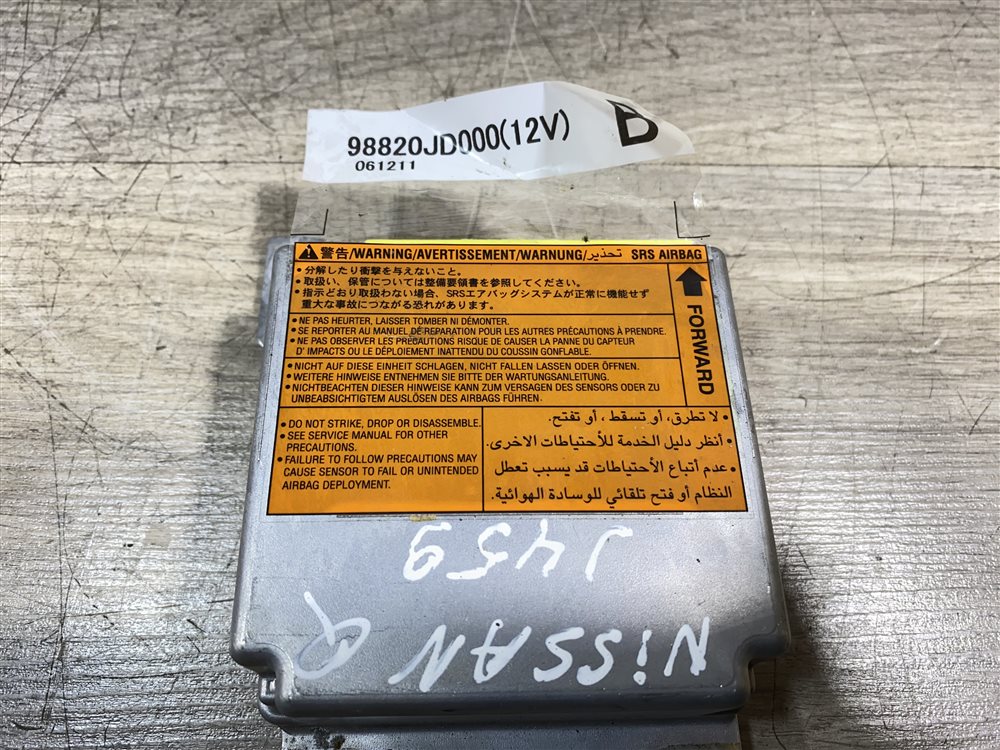 98820JD000(12V)
B
061211
警告/WARNING/AVERTISSEMENT/WARNUNG/تحذير SRS AIRBAG
・分解したり衝撃を与えないこと。
・取扱い、保管については整備要領書を参照してください。
・指示どおり取扱わない場合、SRSエアバッグシステムが正常に機能せず
重大な事故につながる恐れがあります。
FORWARD
• NE PAS HEURTER, LAISSER TOMBER NI DÉMONTER.
• SE REPORTER AU MANUEL DE REPARATION POUR LES AUTRES PRÉCAUTIONS À PRENDRE.
• NE PAS OBSERVER LES PRÉCAUTIONS RISQUE DE CAUSER LA PANNE DU CAPTEUR
D' IMPACTS OU LE DÉPLOIEMENT INATTENDU DU COUSSIN GONFLABLE.
• NICHT AUF DIESE EINHEIT SCHLAGEN, NICHT FALLEN LASSEN ODER ÖFFNEN.
• WEITERE HINWEISE ENTNEHMEN SIE BITTE DER WARTUNGSANLEITUNG.
• NICHTBEACHTEN DIESER HINWEISE KANN ZUM VERSAGEN DES SENSORS ODER ZU
UNBEABSICHTIGTEM AUSLÖSEN DES AIRBAGS FÜHREN.
• DO NOT STRIKE, DROP OR DISASSEMBLE.
• SEE SERVICE MANUAL FOR OTHER
PRECAUTIONS.
• FAILURE TO FOLLOW PRECAUTIONS MAY
CAUSE SENSOR TO FAIL OR UNINTENDED
AIRBAG DEPLOYMENT.
• لا تطرق، أو تسقط ، أو تفتح.
• أنظر دليل الخدمة للأحتياطات الاخرى.
• عدم أتباع الأحتياطات قد يسبب تعطل
النظام أو فتح تلقائي للوسادة الهوائية.
NiSSAN Q
J459